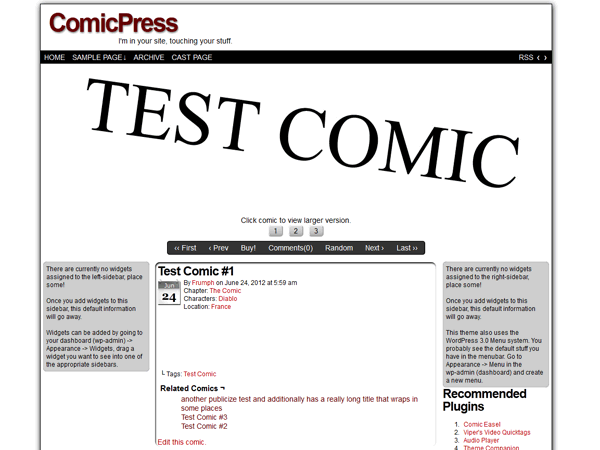 ComicPress
I'm in your site, touching your stuff.
HOME SAMPLE PAGE↓ ARCHIVE CAST PAGE RSS ‹ ›
TEST COMIC
Click comic to view larger version.
1 2 3
‹‹ First ‹ Prev Buy! Comments(0) Random Next › Last ››
There are currently no widgets
assigned to the left-sidebar, place
some!
Once you add widgets to this
sidebar, this default information
will go away.
Widgets can be added by going to
your dashboard (wp-admin) ->
Appearance -> Widgets, drag a
widget you want to see into one of
the appropriate sidebars.
Test Comic #1
Jun
24
By Frumph on June 24, 2012 at 5:59 am
Chapter: The Comic
Characters: Diablo
Location: France
└ Tags: Test Comic
Related Comics ¬
another publicize test and additionally has a really long title that wraps in
some places
Test Comic #3
Test Comic #2
Edit this comic.
There are currently no widgets
assigned to the right-sidebar, place
some!
Once you add widgets to this
sidebar, this default information
will go away.
This theme also uses the
WordPress 3.0 Menu system. You
probably see the default stuff you
have in the menubar. Go to
Appearance -> Menu in the
wp-admin (dashboard) and create
a new menu.
Recommended
Plugins
1. Comic Easel
2. Viper's Video Quicktags
3. Audio Player
4. Theme Companion